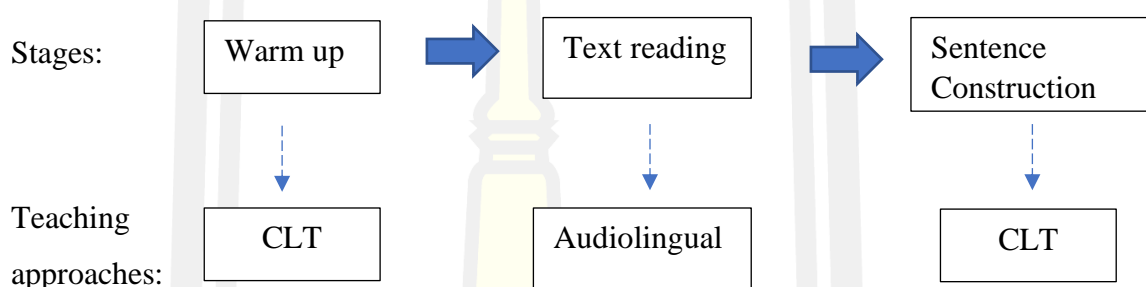 Stages:
Warm up
Text reading
Sentence
Construction
Teaching
approaches:
CLT
Audiolingual
CLT